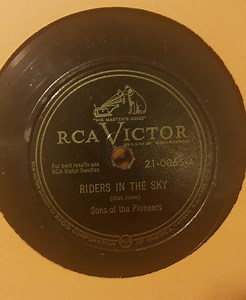 "HIS MASTER'S VOICE"
RCA VICTOR
For best results use
RCA Victor Needles
21-0065-A
RIDERS IN THE SKY
(Stan Jones)
Sons of the Pioneers